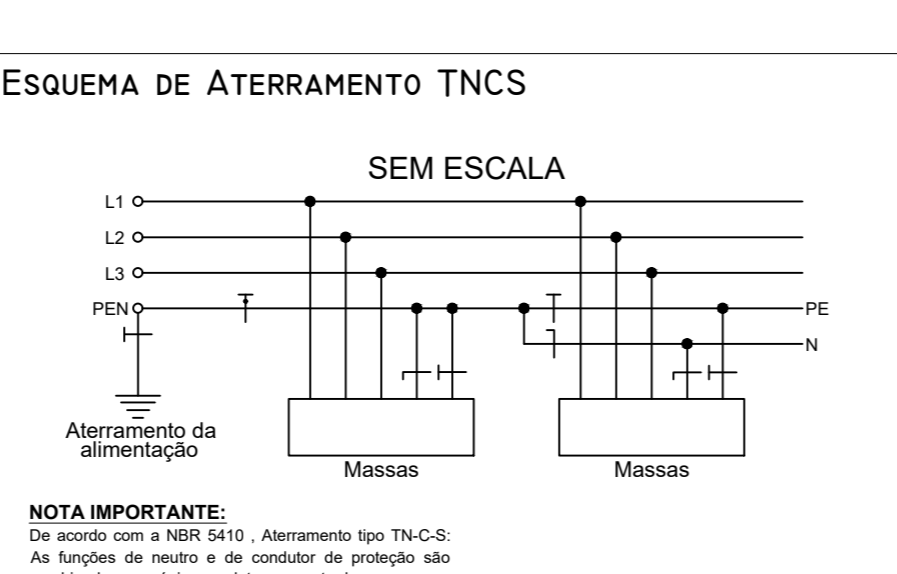 ESQUEMA DE ATERRAMENTO TNCS
SEM ESCALA
L1
L2
L3
PEN
PE
N
Aterramento da
alimentação
Massas
Massas
NOTA IMPORTANTE:
De acordo com a NBR 5410 , Aterramento tipo TN-C-S:
As funções de neutro e de condutor de proteção são